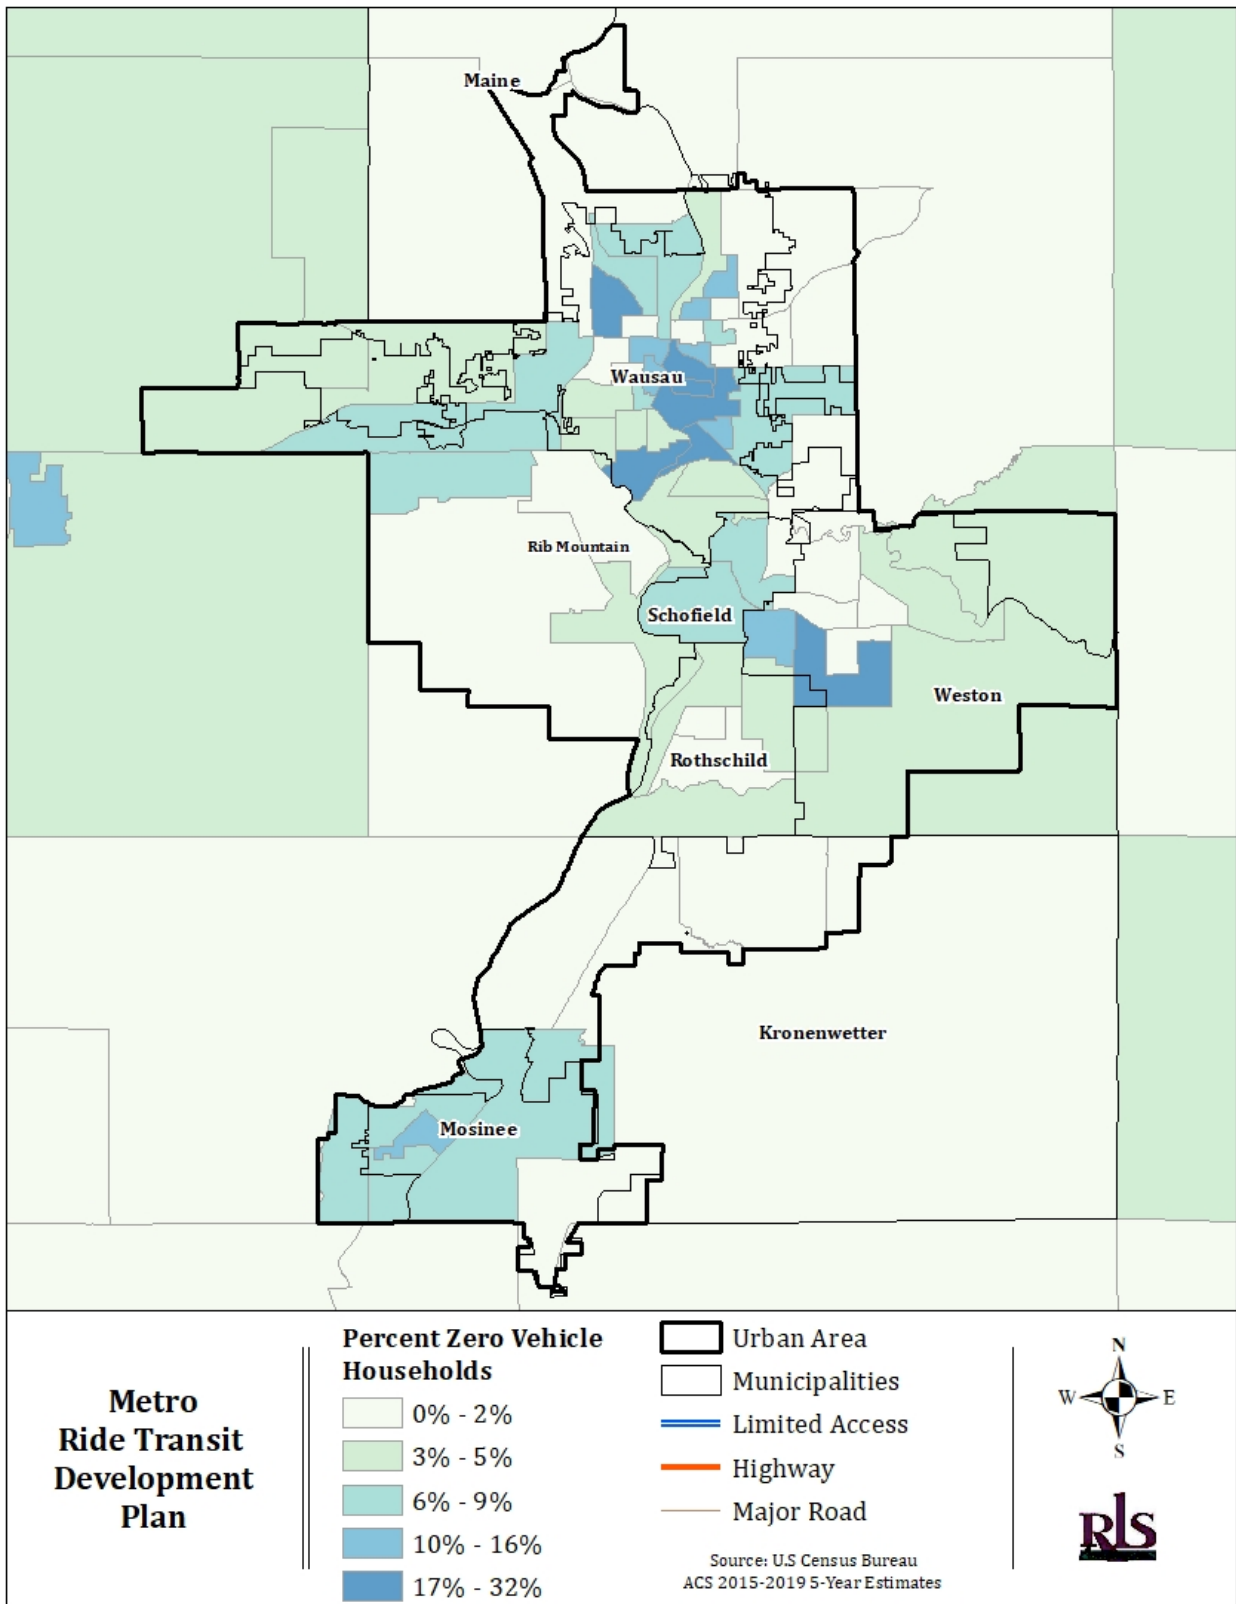 Maine
Wausau
Rib Mountain
Schofield
Weston
Rothschild
Kronenwetter
Mosinee
Metro
Ride Transit
Development
Plan
Percent Zero Vehicle
Households
0% - 2%
3% - 5%
6% - 9%
10% - 16%
17% - 32%
Urban Area
Municipalities
Limited Access
Highway
Major Road
Source: U.S Census Bureau
ACS 2015-2019 5-Year Estimates
N
W
E
S
RLS